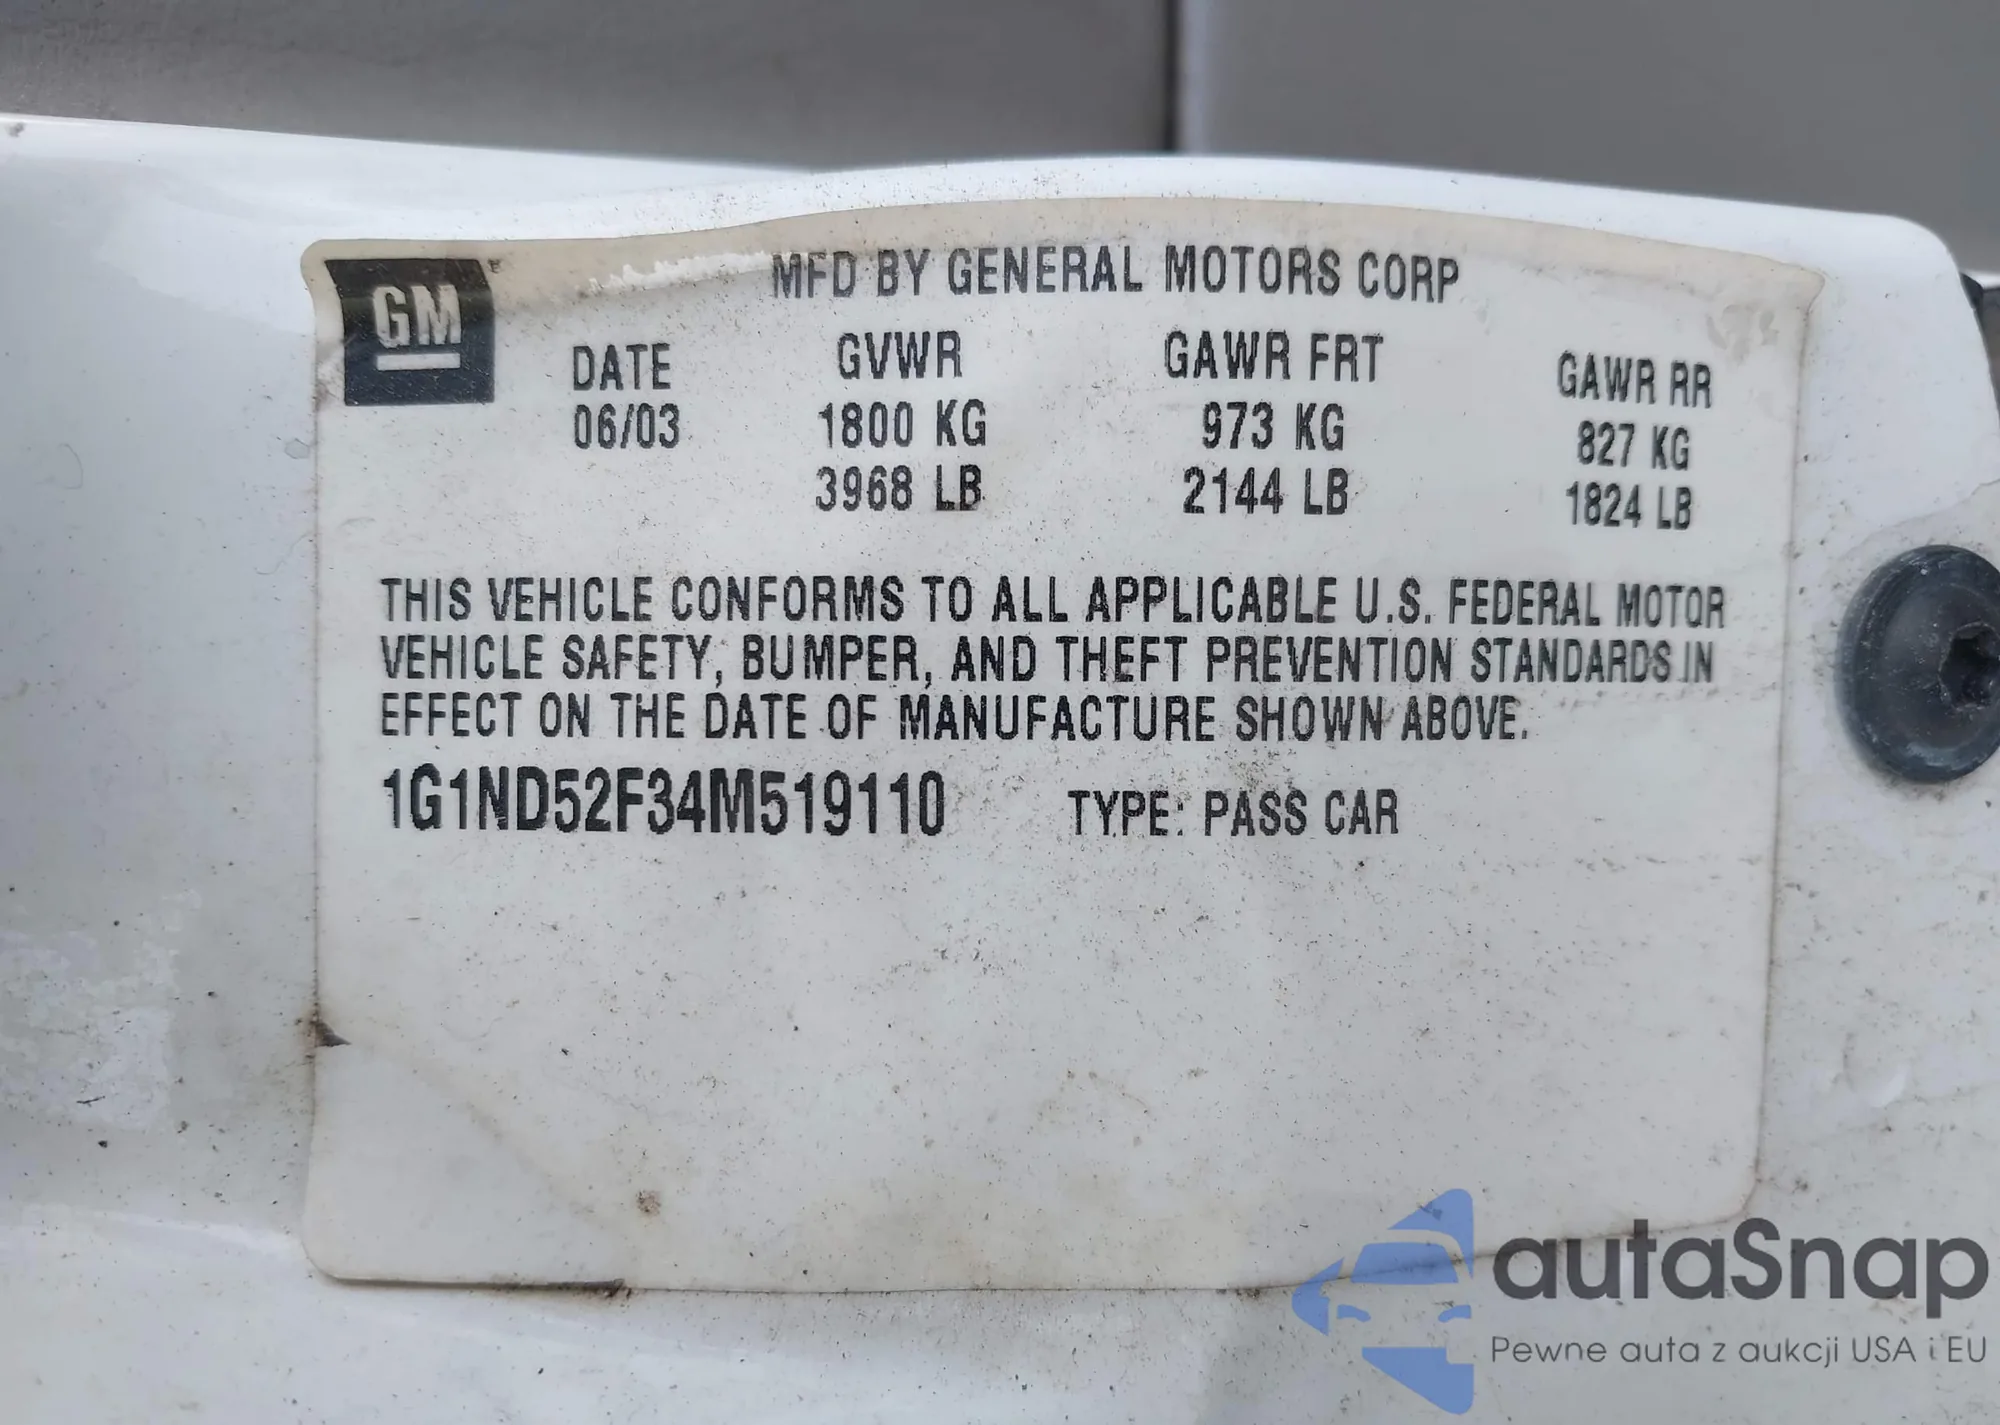 GM
MFD BY GENERAL MOTORS CORP
DATE GVWR GAWR FRT GAWR RR
06/03 1800 KG 973 KG 827 KG
3968 LB 2144 LB 1824 LB
THIS VEHICLE CONFORMS TO ALL APPLICABLE U.S. FEDERAL MOTOR
VEHICLE SAFETY, BUMPER, AND THEFT PREVENTION STANDARDS IN
EFFECT ON THE DATE OF MANUFACTURE SHOWN ABOVE.
1G1ND52F34M519110 TYPE: PASS CAR
autaSnap
Pewne auta z aukcji USA i EU